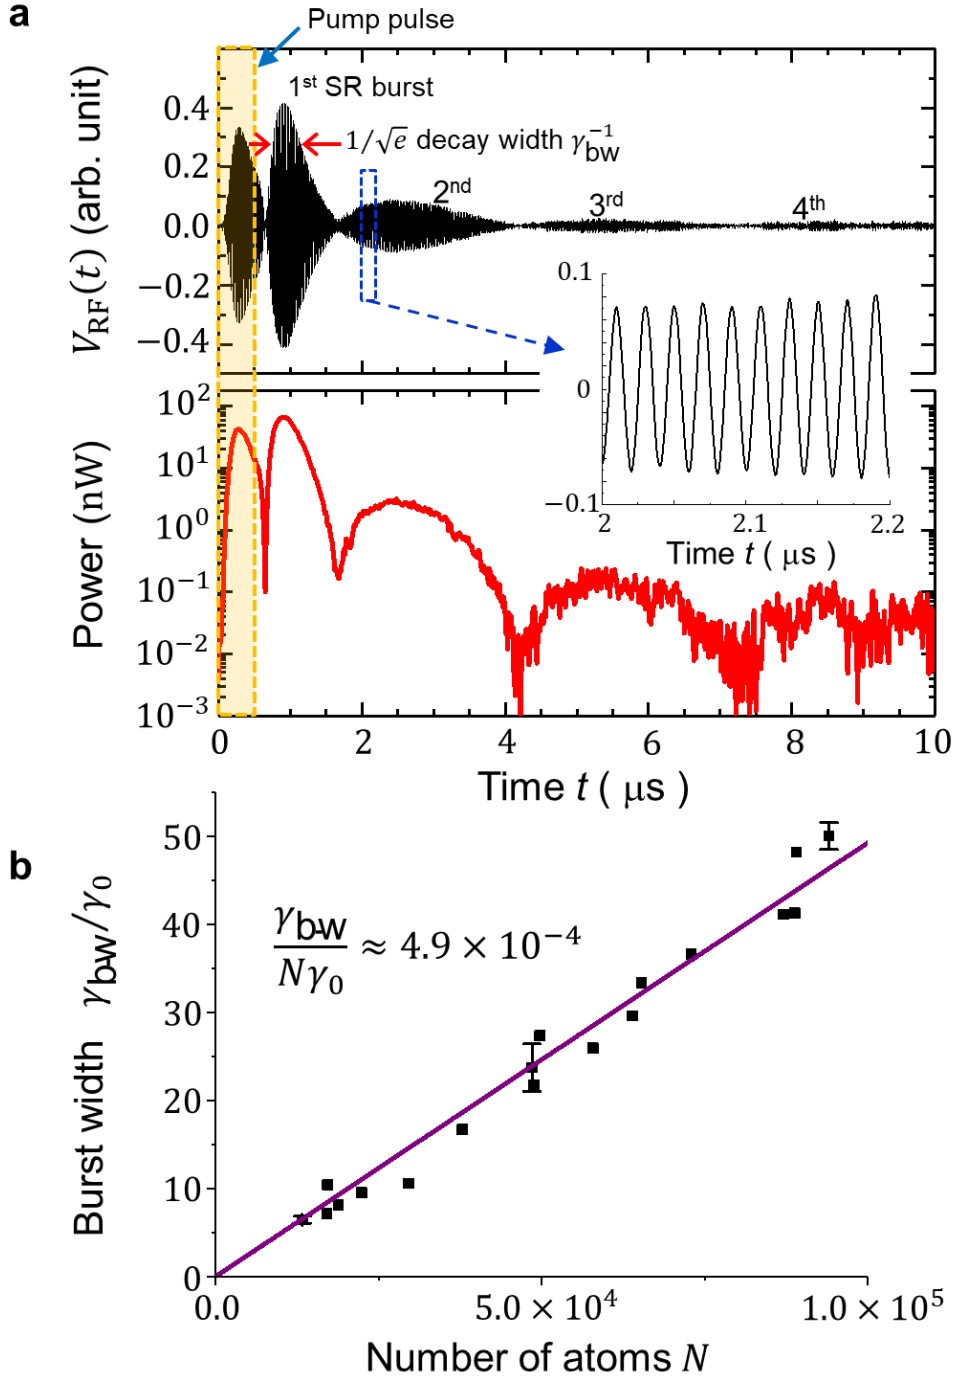 a
Pump pulse
1st SR burst
1/√e decay width γbw⁻¹
2nd
3rd
4th
VRF(t) (arb. unit)
0.4
0.2
0.0
−0.2
−0.4
0.1
0
−0.1
2
2.1
2.2
Time t ( μs )
Power (nW)
10²
10¹
10⁰
10⁻¹
10⁻²
10⁻³
0
2
4
6
8
10
Time t ( μs )
b
Burst width γbw/γ0
50
40
30
20
10
0
γbw/Nγ0 ≈ 4.9 × 10⁻⁴
0.0
5.0 × 10⁴
1.0 × 10⁵
Number of atoms N